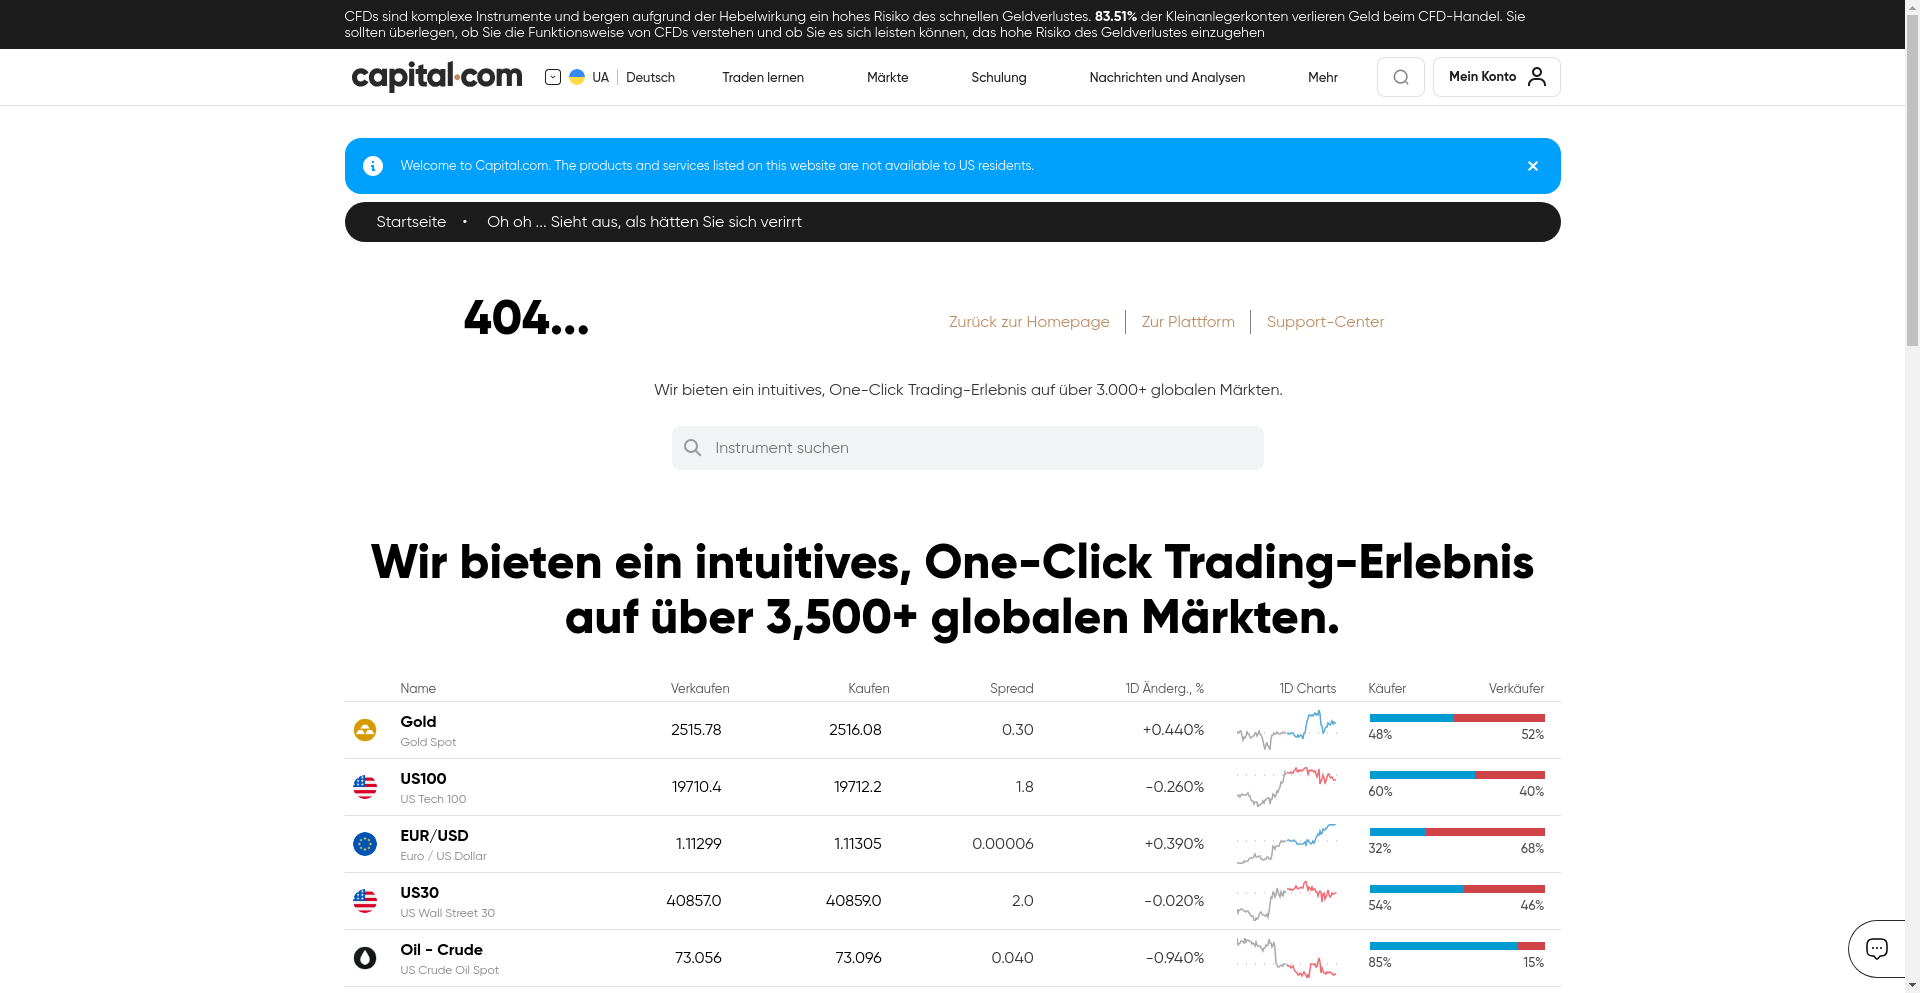 CFDs sind komplexe Instrumente und bergen aufgrund der Hebelwirkung ein hohes Risiko des schnellen Geldverlustes. 83.51% der Kleinanlegerkonten verlieren Geld beim CFD-Handel. Sie
sollten überlegen, ob Sie die Funktionsweise von CFDs verstehen und ob Sie es sich leisten können, das hohe Risiko des Geldverlustes einzugehen
capital.com UA Deutsch Traden lernen Märkte Schulung Nachrichten und Analysen Mehr Mein Konto
Welcome to Capital.com. The products and services listed on this website are not available to US residents.
Startseite • Oh oh ... Sieht aus, als hätten Sie sich verirrt
404... Zurück zur Homepage Zur Plattform Support-Center
Wir bieten ein intuitives, One-Click Trading-Erlebnis auf über 3.000+ globalen Märkten.
Instrument suchen
Wir bieten ein intuitives, One-Click Trading-Erlebnis
auf über 3,500+ globalen Märkten.
Name Verkaufen Kaufen Spread 1D Änderg., % 1D Charts Käufer Verkäufer
Gold 2515.78 2516.08 0.30 +0.440% 48% 52%
Gold Spot
US100 19710.4 19712.2 1.8 -0.260% 60% 40%
US Tech 100
EUR/USD 1.11299 1.11305 0.00006 +0.390% 32% 68%
Euro / US Dollar
US30 40857.0 40859.0 2.0 -0.020% 54% 46%
US Wall Street 30
Oil - Crude 73.056 73.096 0.040 -0.940% 85% 15%
US Crude Oil Spot